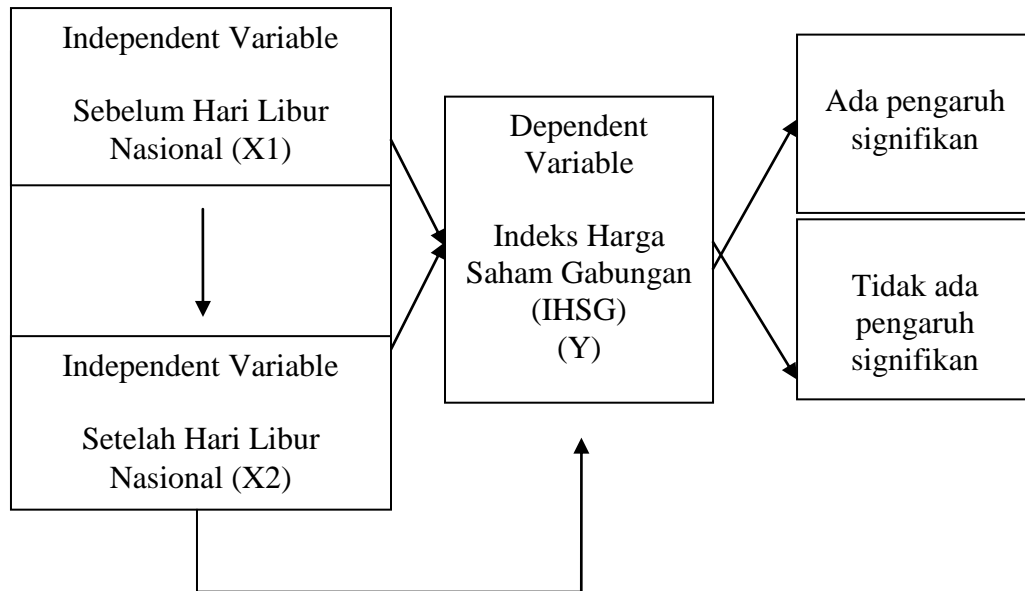 Independent Variable
Sebelum Hari Libur
Nasional (X1)
Independent Variable
Setelah Hari Libur
Nasional (X2)
Dependent
Variable
Indeks Harga
Saham Gabungan
(IHSG)
(Y)
Ada pengaruh
signifikan
Tidak ada
pengaruh
signifikan